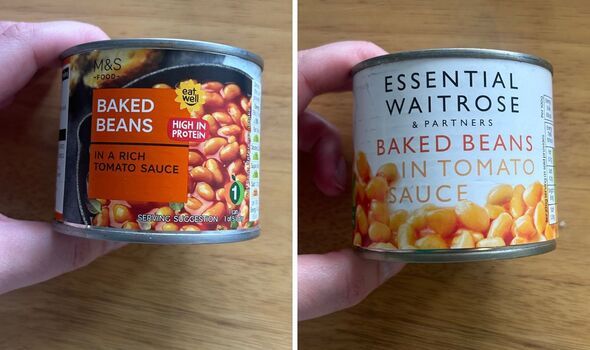 M&S
-FOOD-
eat
well
BAKED
BEANS
HIGH IN
PROTEIN
IN A RICH
TOMATO SAUCE
1
SERVING SUGGESTION
ESSENTIAL
WAITROSE
& PARTNERS
BAKED BEANS
IN TOMATO
SAUCE